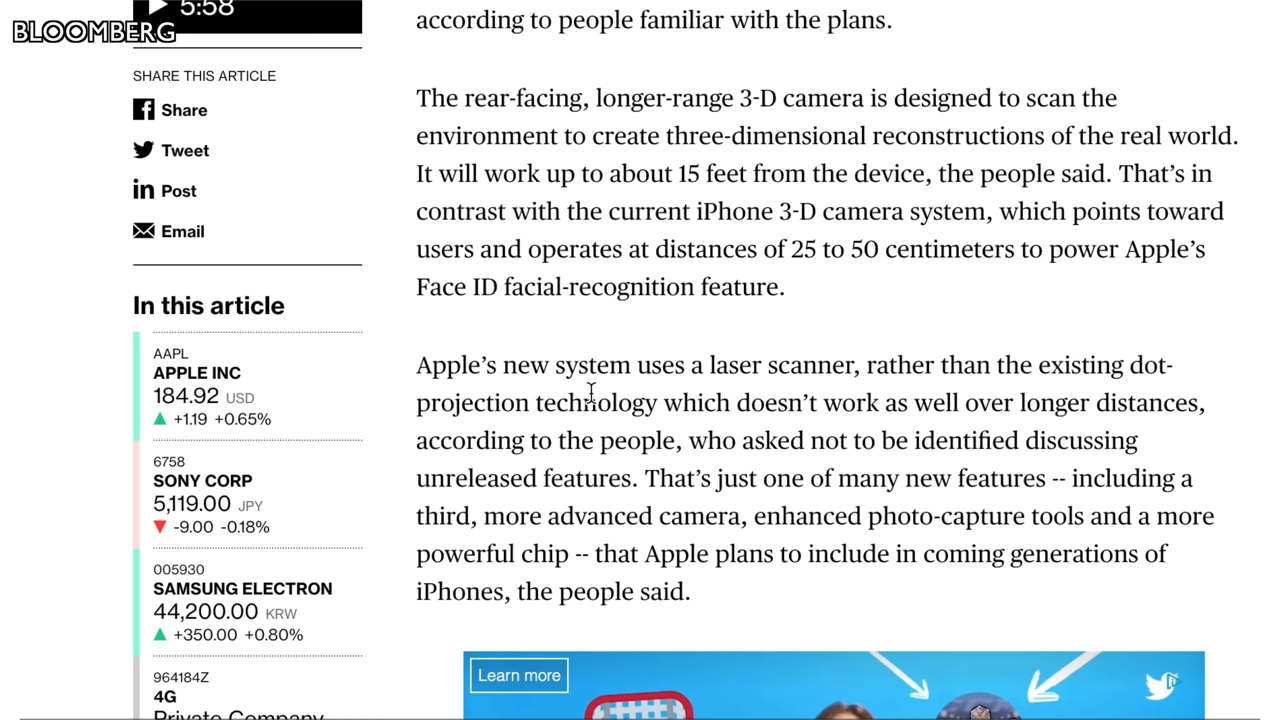 5:58
BLOOMBERG
SHARE THIS ARTICLE
Share
Tweet
Post
Email
In this article
AAPL
APPLE INC
184.92 USD
+1.19 +0.65%
6758
SONY CORP
5,119.00 JPY
-9.00 -0.18%
005930
SAMSUNG ELECTRON
44,200.00 KRW
+350.00 +0.80%
964184Z
4G
Private Company
according to people familiar with the plans.
The rear-facing, longer-range 3-D camera is designed to scan the
environment to create three-dimensional reconstructions of the real world.
It will work up to about 15 feet from the device, the people said. That’s in
contrast with the current iPhone 3-D camera system, which points toward
users and operates at distances of 25 to 50 centimeters to power Apple’s
Face ID facial-recognition feature.
Apple’s new system uses a laser scanner, rather than the existing dot-
projection technology which doesn’t work as well over longer distances,
according to the people, who asked not to be identified discussing
unreleased features. That’s just one of many new features -- including a
third, more advanced camera, enhanced photo-capture tools and a more
powerful chip -- that Apple plans to include in coming generations of
iPhones, the people said.
Learn more